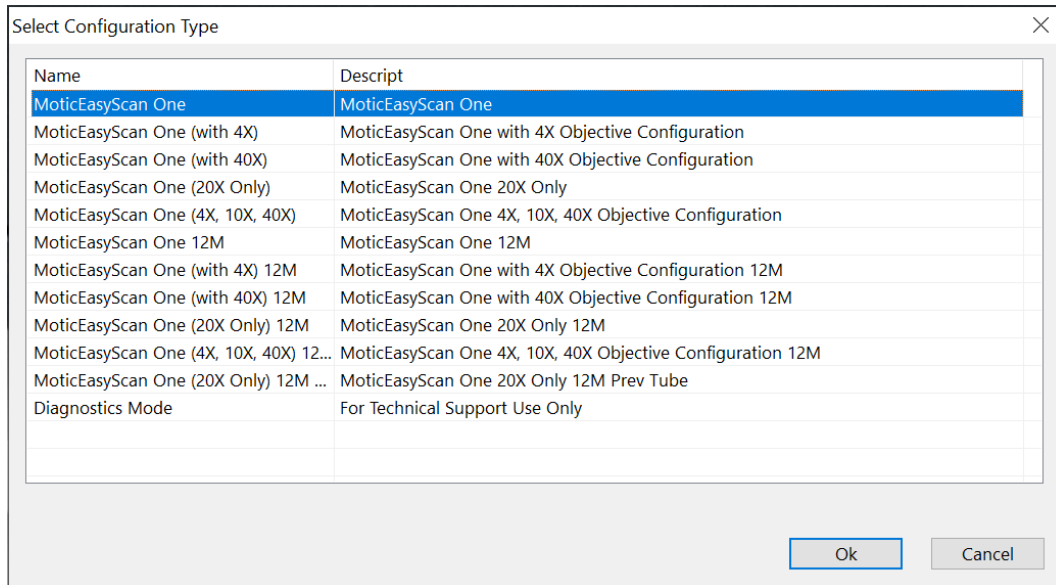 Select Configuration Type
Name Descript
MoticEasyScan One MoticEasyScan One
MoticEasyScan One (with 4X) MoticEasyScan One with 4X Objective Configuration
MoticEasyScan One (with 40X) MoticEasyScan One with 40X Objective Configuration
MoticEasyScan One (20X Only) MoticEasyScan One 20X Only
MoticEasyScan One (4X, 10X, 40X) MoticEasyScan One 4X, 10X, 40X Objective Configuration
MoticEasyScan One 12M MoticEasyScan One 12M
MoticEasyScan One (with 4X) 12M MoticEasyScan One with 4X Objective Configuration 12M
MoticEasyScan One (with 40X) 12M MoticEasyScan One with 40X Objective Configuration 12M
MoticEasyScan One (20X Only) 12M MoticEasyScan One 20X Only 12M
MoticEasyScan One (4X, 10X, 40X) 12... MoticEasyScan One 4X, 10X, 40X Objective Configuration 12M
MoticEasyScan One (20X Only) 12M ... MoticEasyScan One 20X Only 12M Prev Tube
Diagnostics Mode For Technical Support Use Only
Ok Cancel